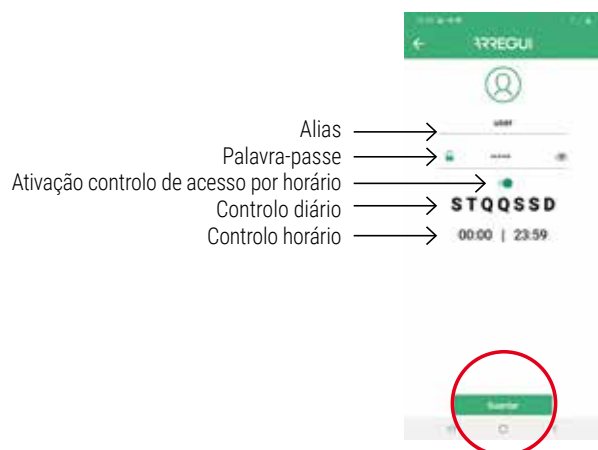 ARREGUI
user
Alias
Palavra-passe
Ativação controlo de acesso por horário
Controlo diário
STQQSSD
Controlo horário
00:00 | 23:59
Guardar